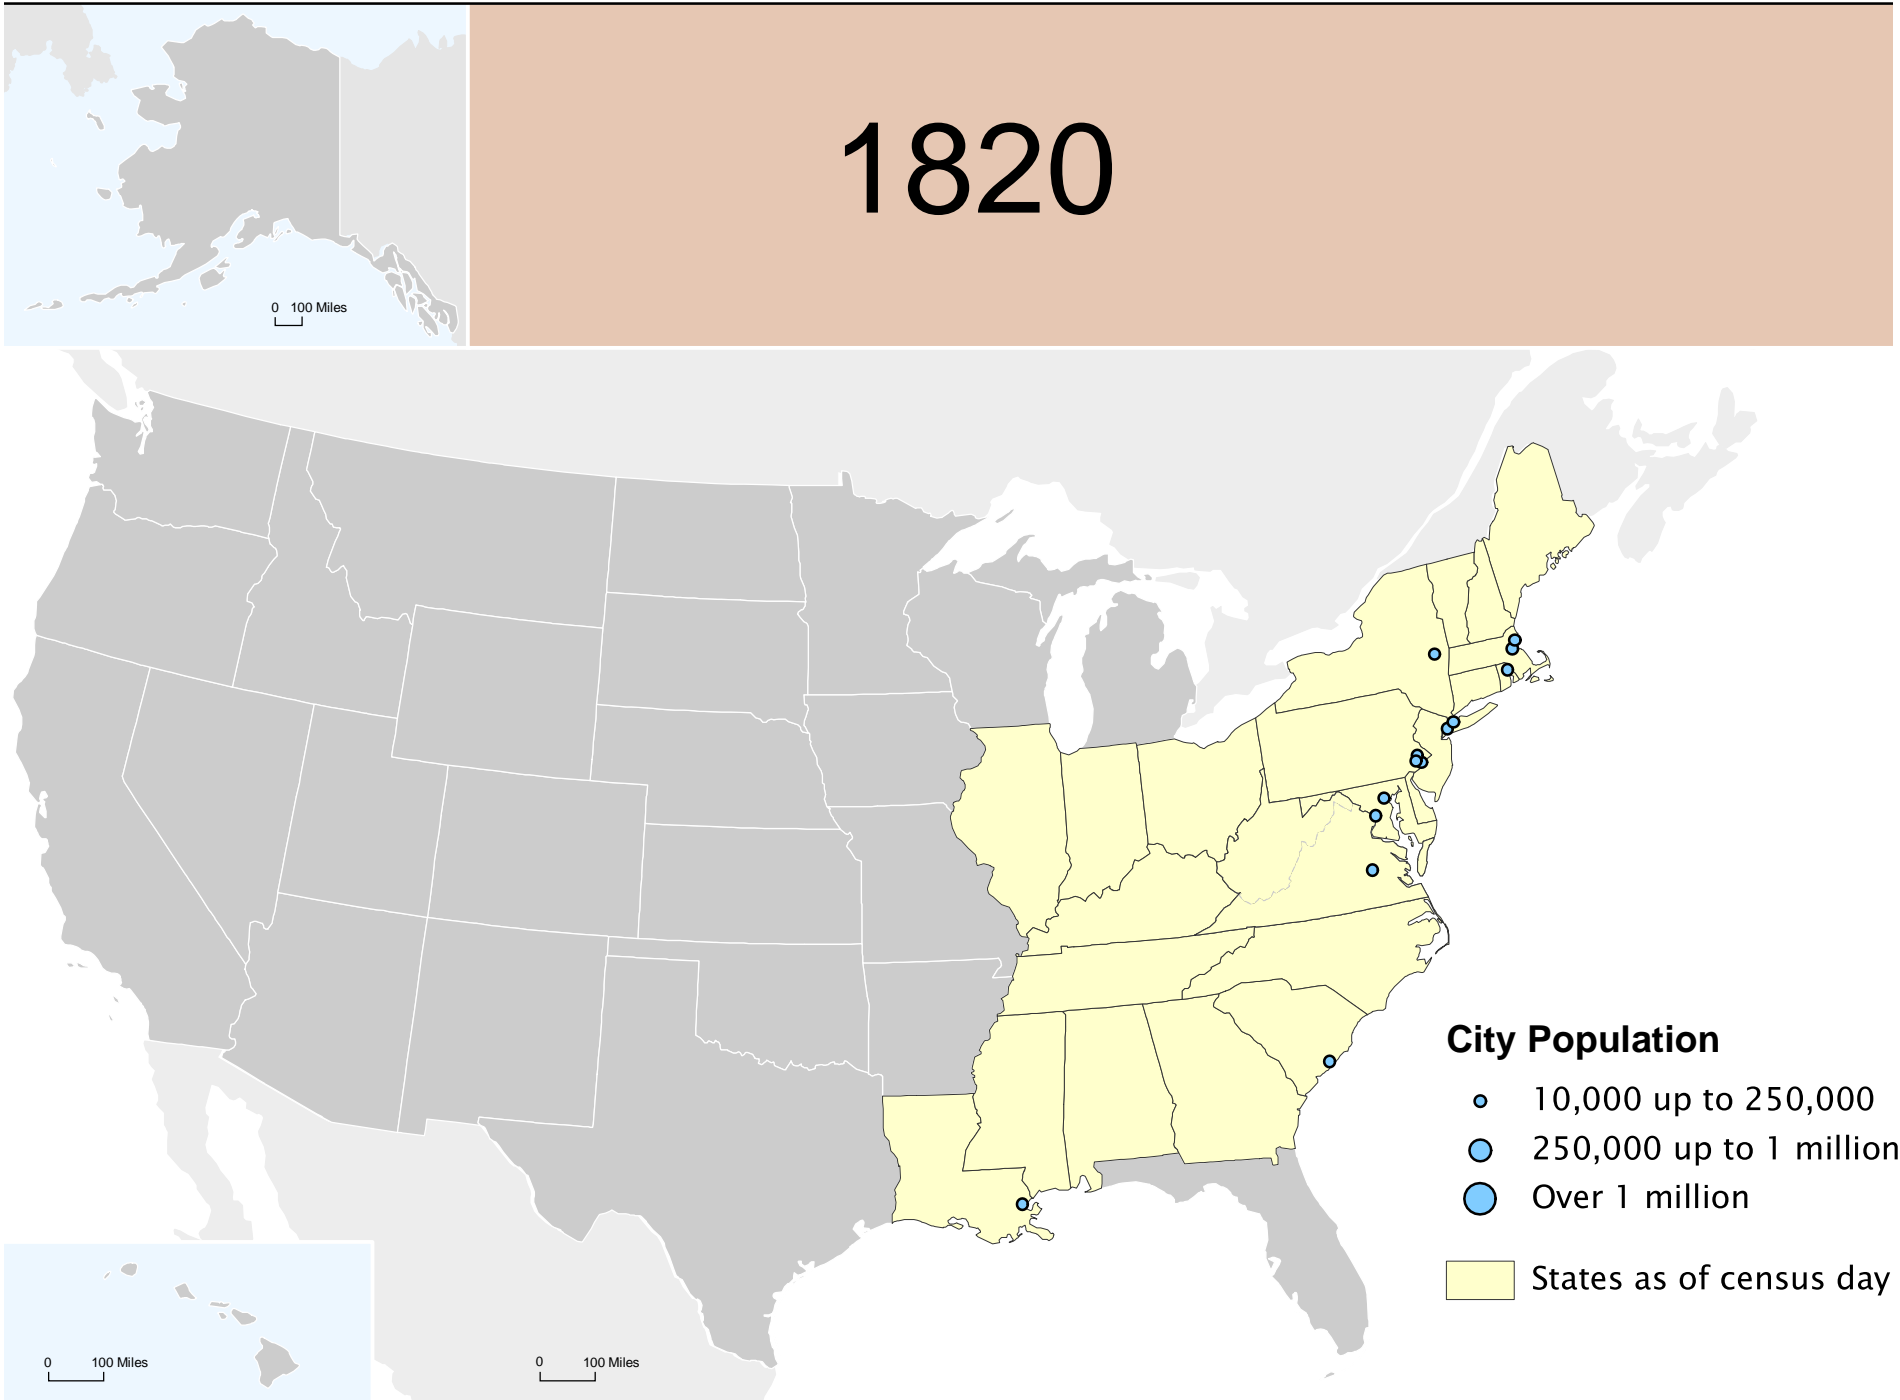 1820
0 100 Miles
City Population
10,000 up to 250,000
250,000 up to 1 million
Over 1 million
States as of census day
0 100 Miles
0 100 Miles